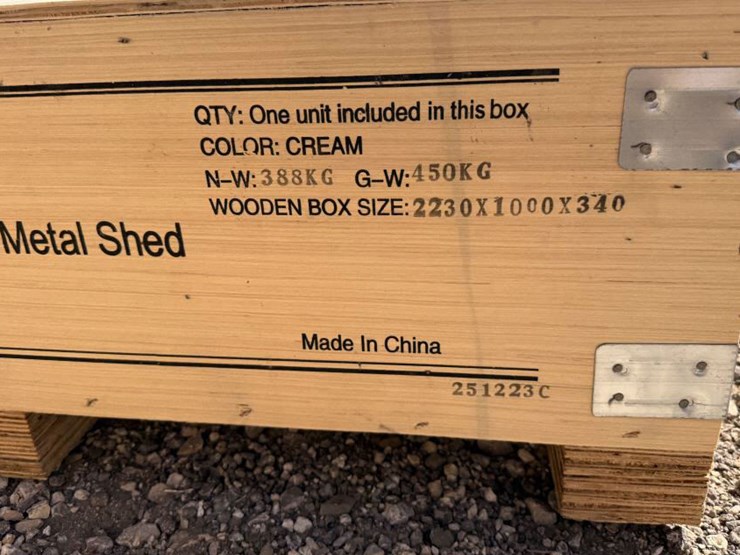 QTY: One unit included in this box
COLOR: CREAM
N-W: 388KG G-W: 450KG
WOODEN BOX SIZE: 2230X1000X340
Metal Shed
Made In China
251223C